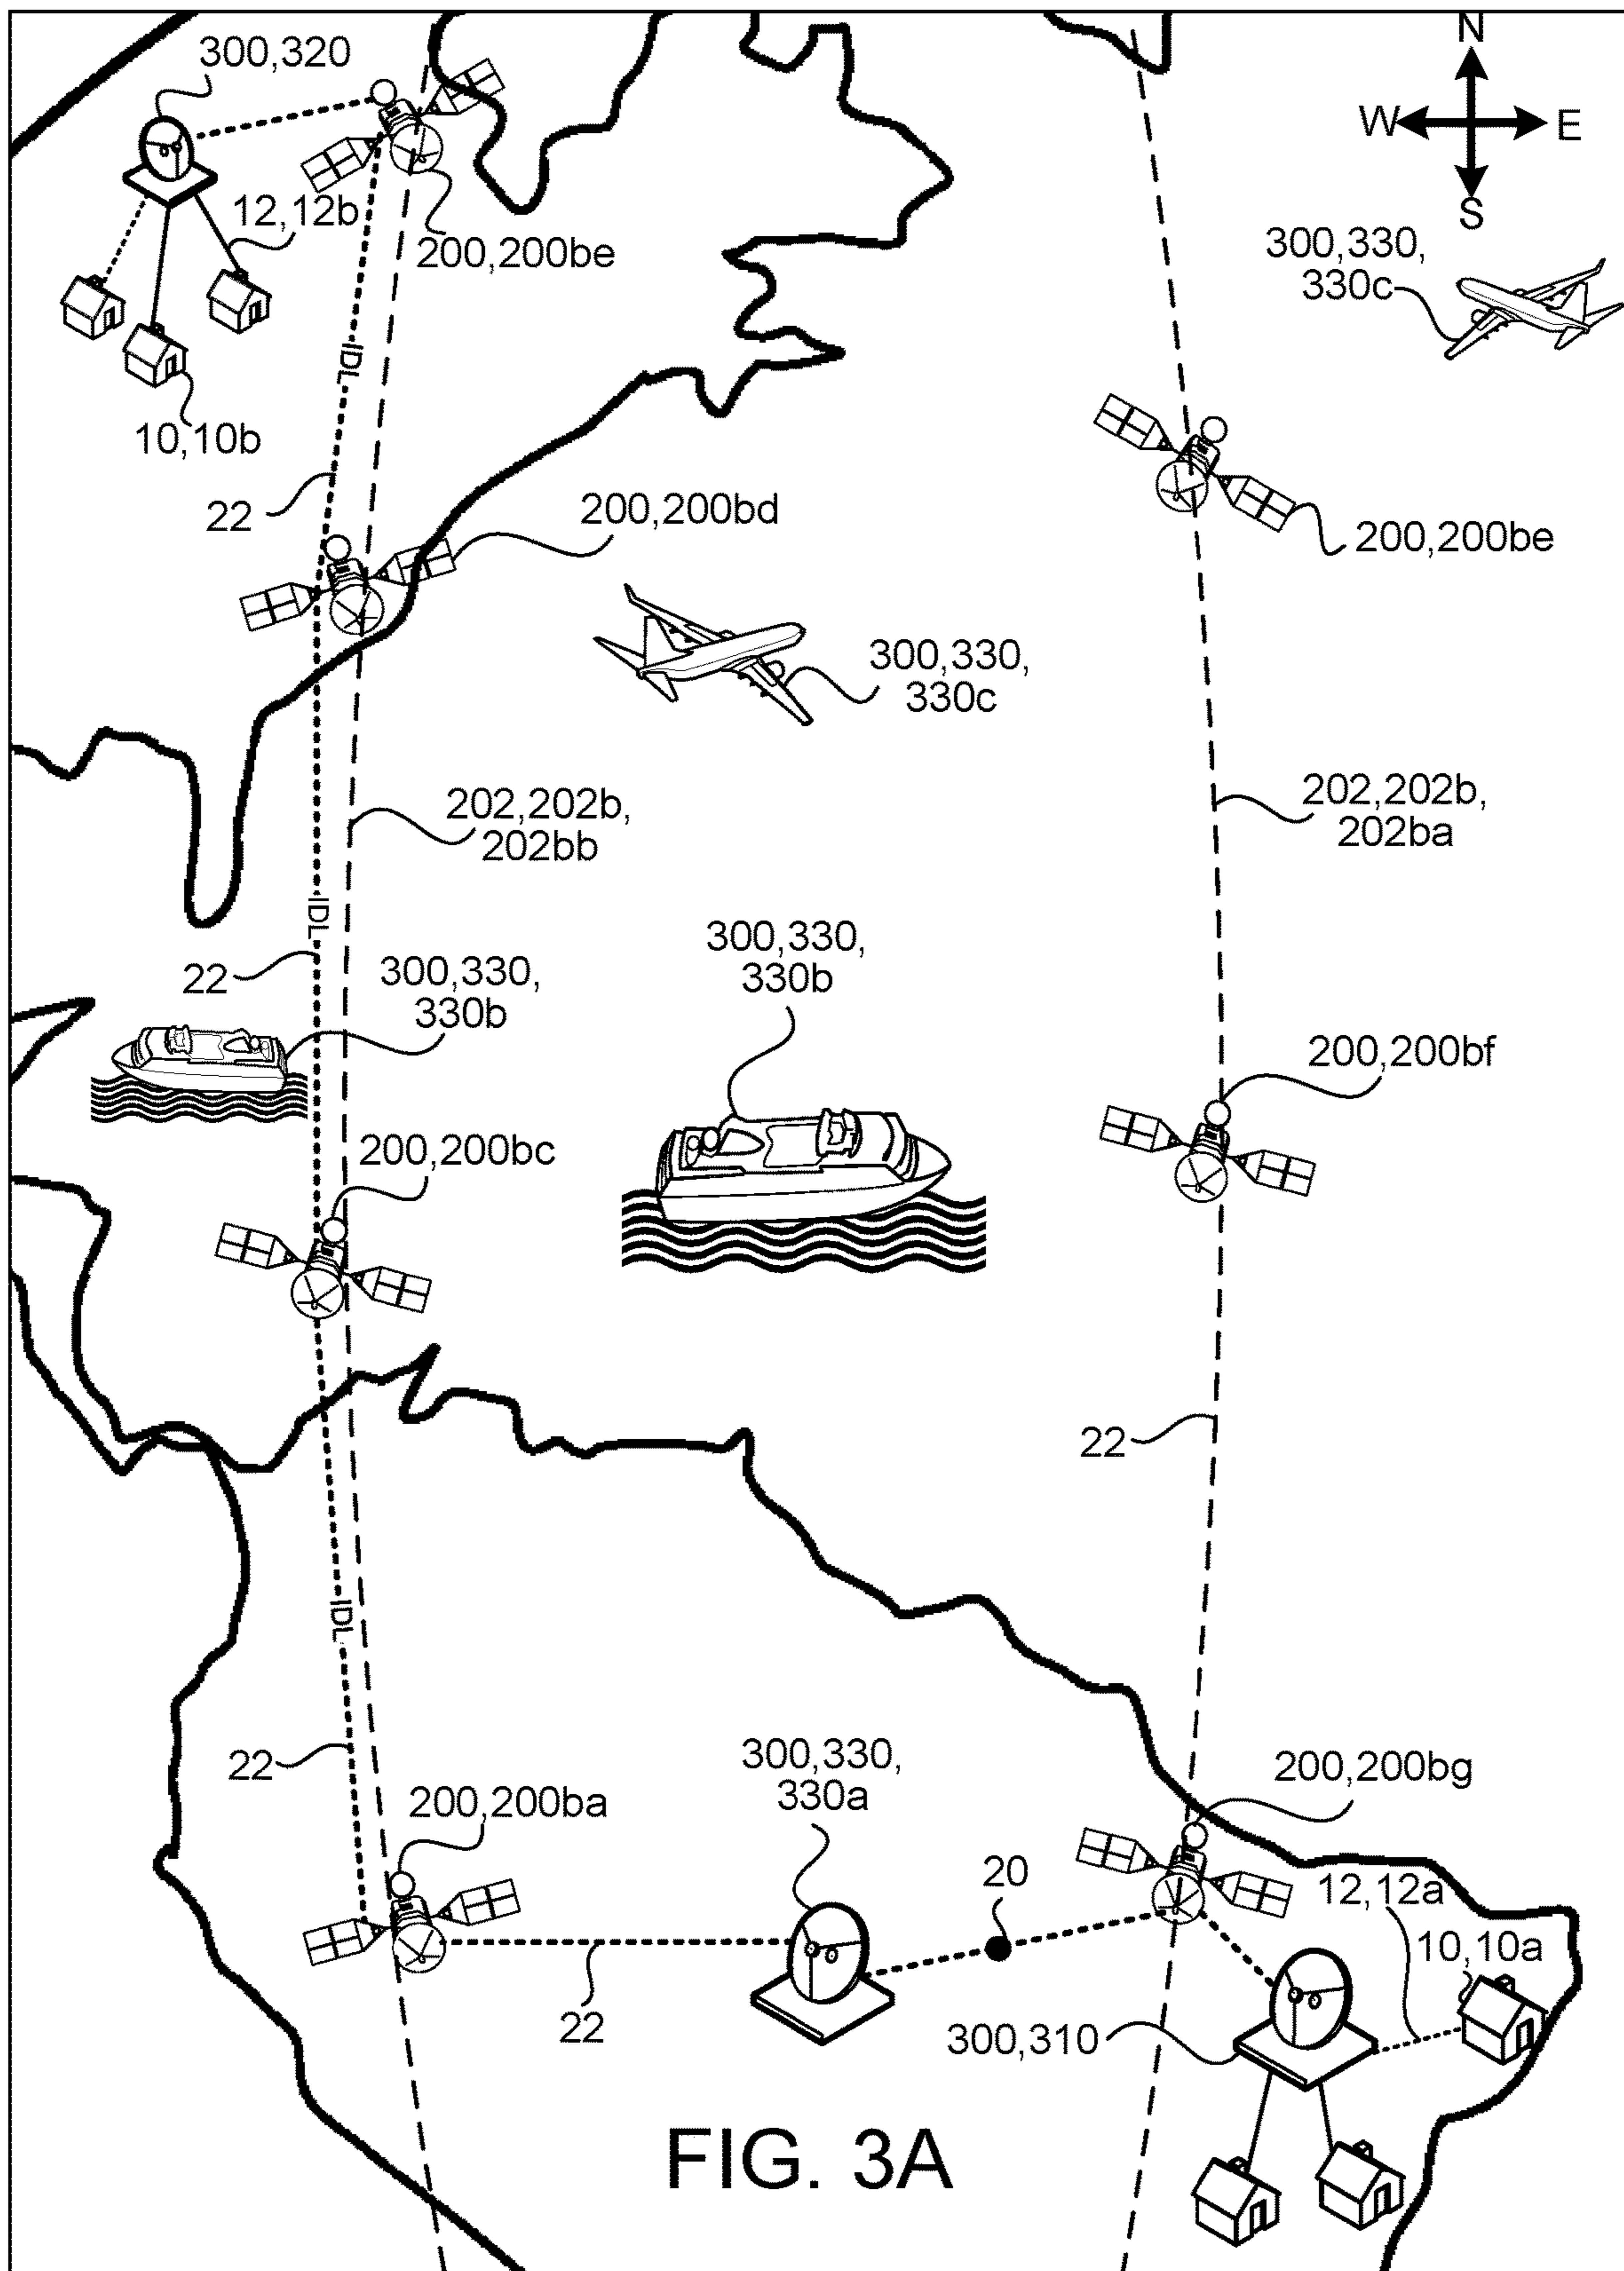 300,320
N
W
E
S
12,12b
200,200be
300,330,
330c
IDL
10,10b
22
200,200bd
200,200be
300,330,
330c
202,202b,
202bb
202,202b,
202ba
IDL
22
300,330,
330b
300,330,
330b
200,200bf
200,200bc
22
IDL
22
300,330,
330a
200,200bg
200,200ba
20
12,12a
10,10a
22
300,310
FIG. 3A